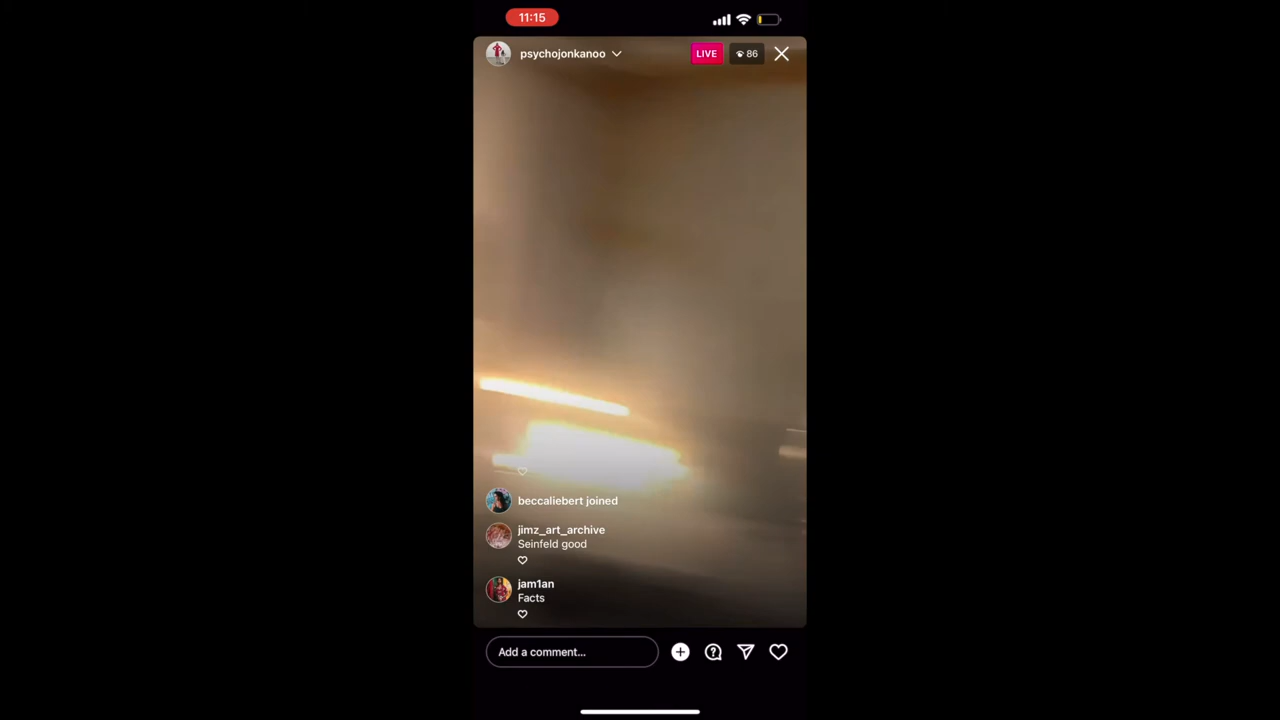 11:15
psychojonkanoo
LIVE
86
beccaliebert joined
jimz_art_archive
Seinfeld good
jam1an
Facts
Add a comment...